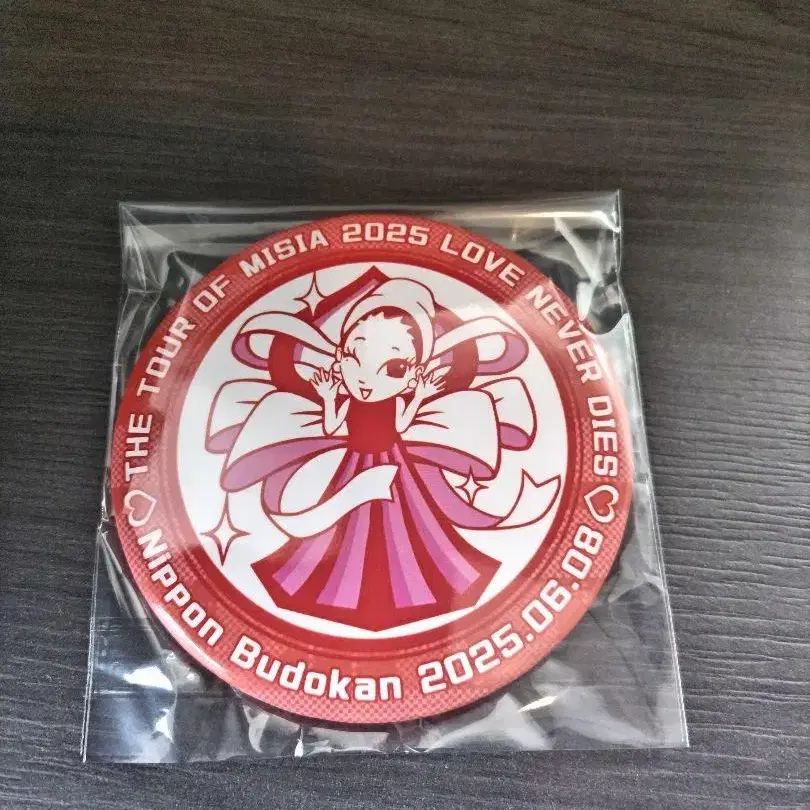 THE TOUR OF MISIA 2025 LOVE NEVER DIES
Nippon Budokan 2025.06.08